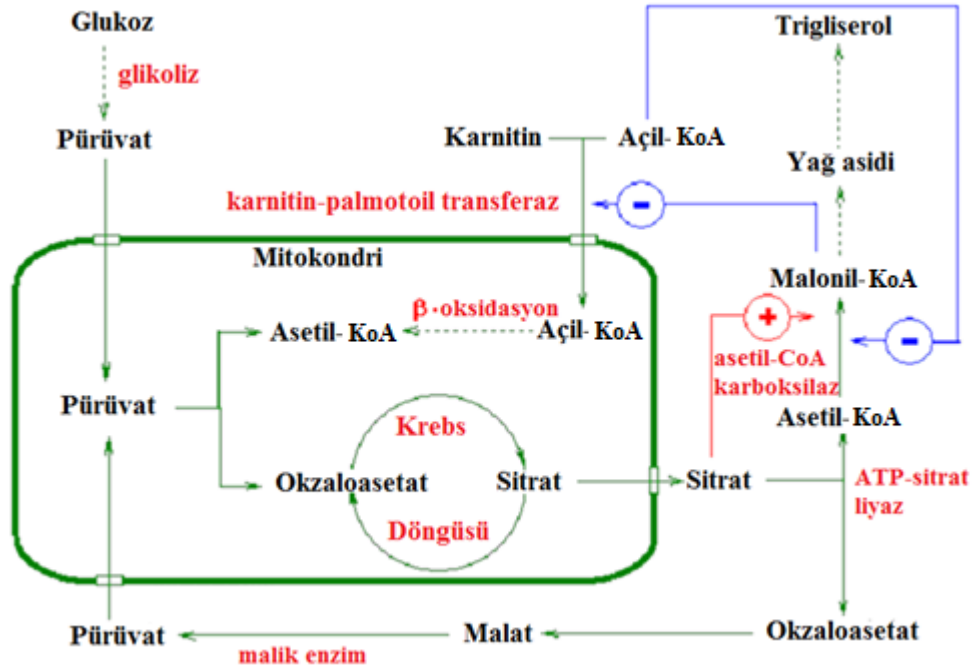 Glukoz
Trigliserol
glikoliz
Pürüvat
Karnitin
Açil-KoA
Yağ asidi
karnitin-palmotoil transferaz
-
Mitokondri
Malonil-KoA
β-oksidasyon
+
Asetil-KoA
Açil-KoA
-
asetil-CoA
karboksilaz
Pürüvat
Asetil-KoA
Krebs
Okzaloasetat
Sitrat
Sitrat
ATP-sitrat
liyaz
Döngüsü
Pürüvat
Malat
Okzaloasetat
malik enzim